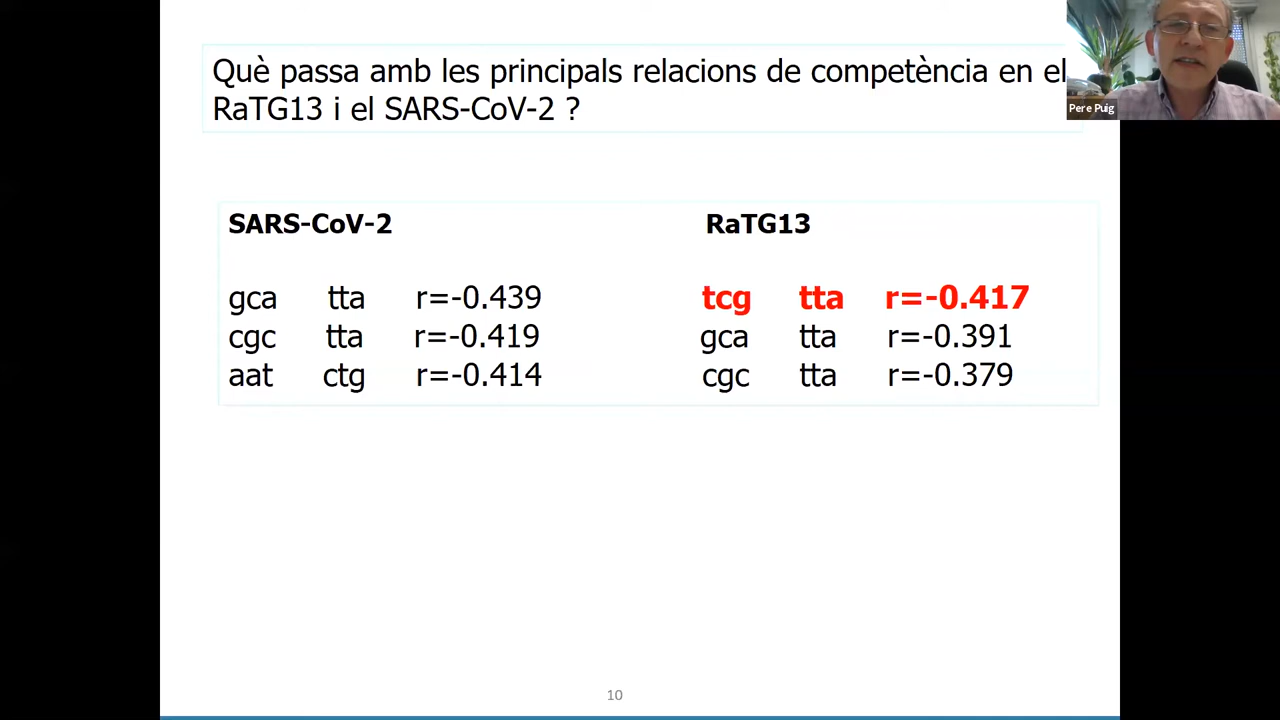 Què passa amb les principals relacions de competència en el
RaTG13 i el SARS-CoV-2 ?
Pere Puig
SARS-CoV-2 RaTG13
gca tta r=-0.439 tcg tta r=-0.417
cgc tta r=-0.419 gca tta r=-0.391
aat ctg r=-0.414 cgc tta r=-0.379
10